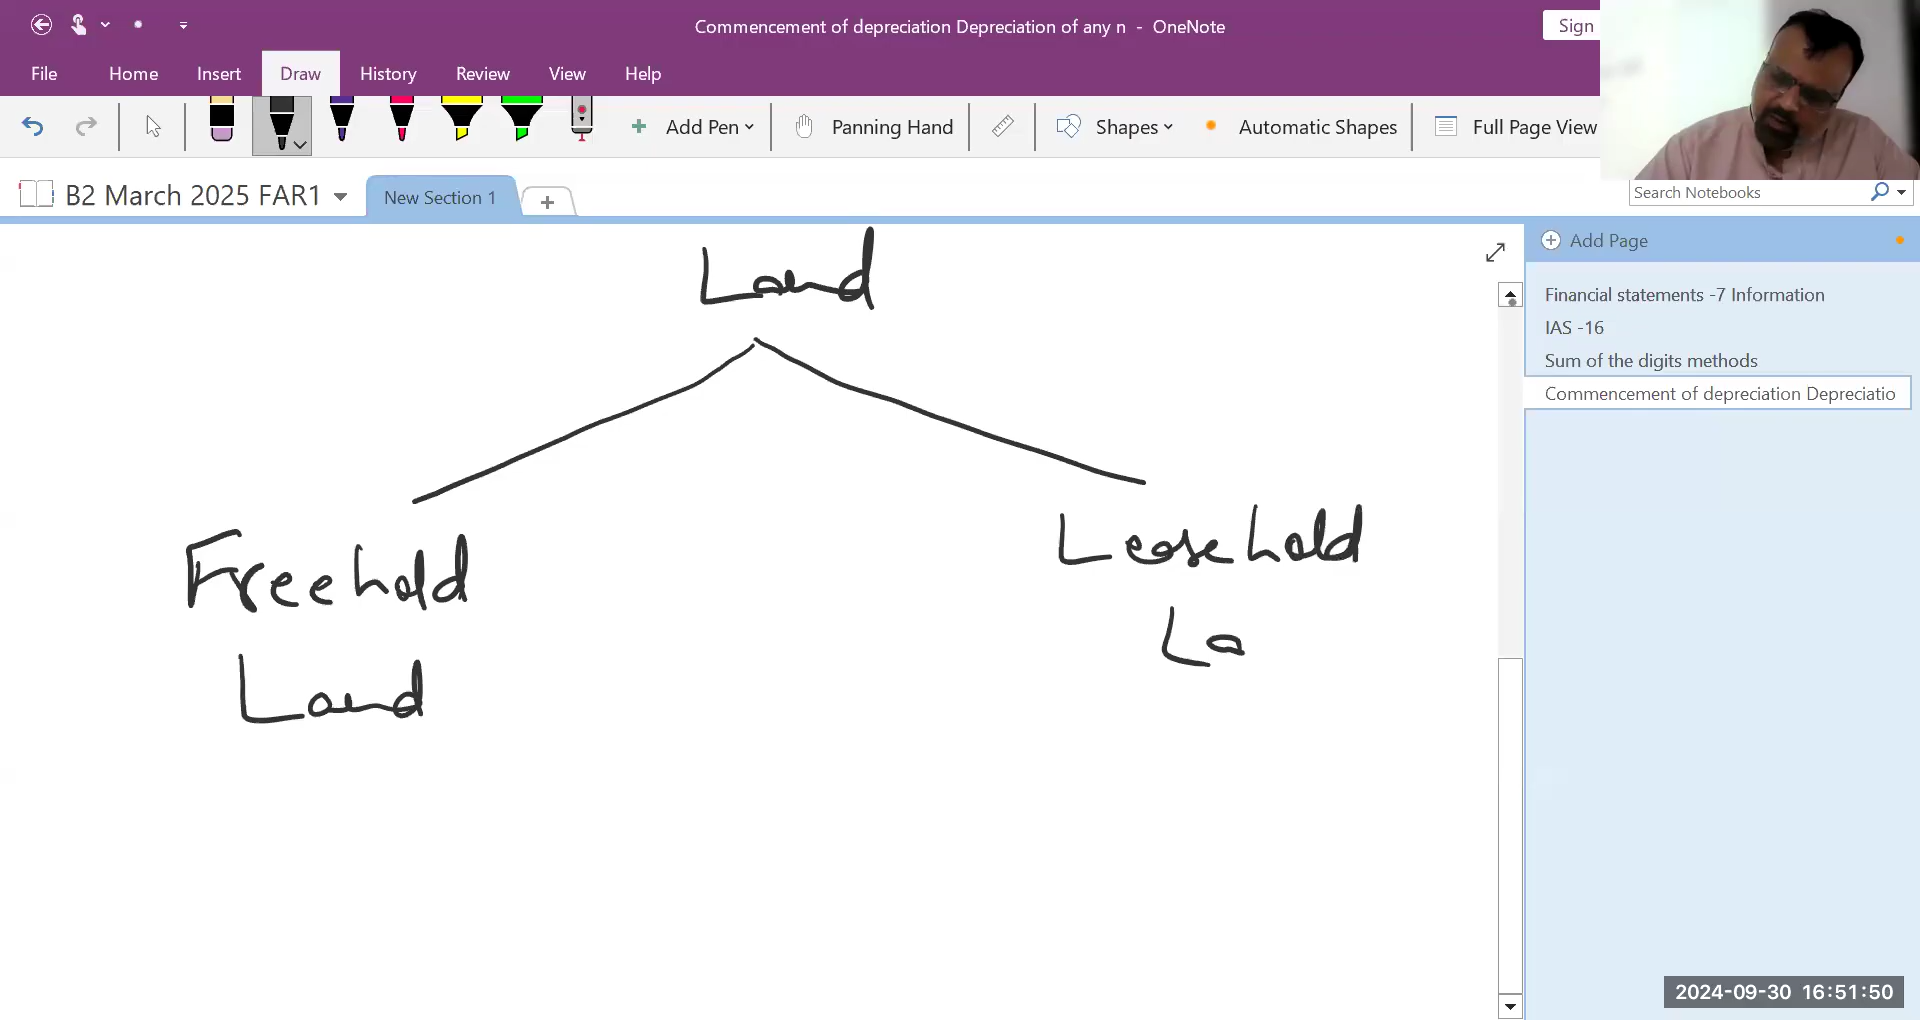 Commencement of depreciation Depreciation of any n - OneNote
Sign
File Home Insert Draw History Review View Help
Add Pen Panning Hand Shapes Automatic Shapes Full Page View
B2 March 2025 FAR1 New Section 1
Search Notebooks
Add Page
Financial statements -7 Information
IAS -16
Sum of the digits methods
Commencement of depreciation Depreciatio
Land
Freehold
Land
Leasehold
La
2024-09-30 16:51:50